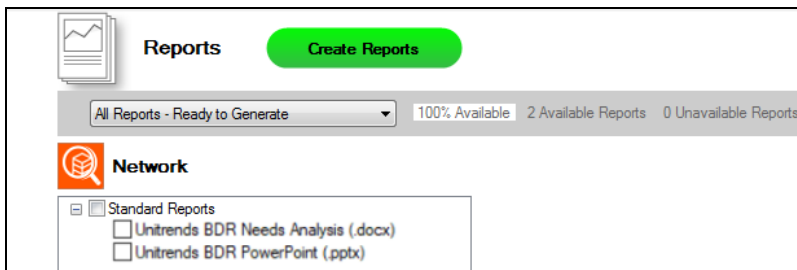 Reports
Create Reports
All Reports - Ready to Generate
100% Available
2 Available Reports
0 Unavailable Reports
Network
Standard Reports
Unitrends BDR Needs Analysis (.docx)
Unitrends BDR PowerPoint (.pptx)